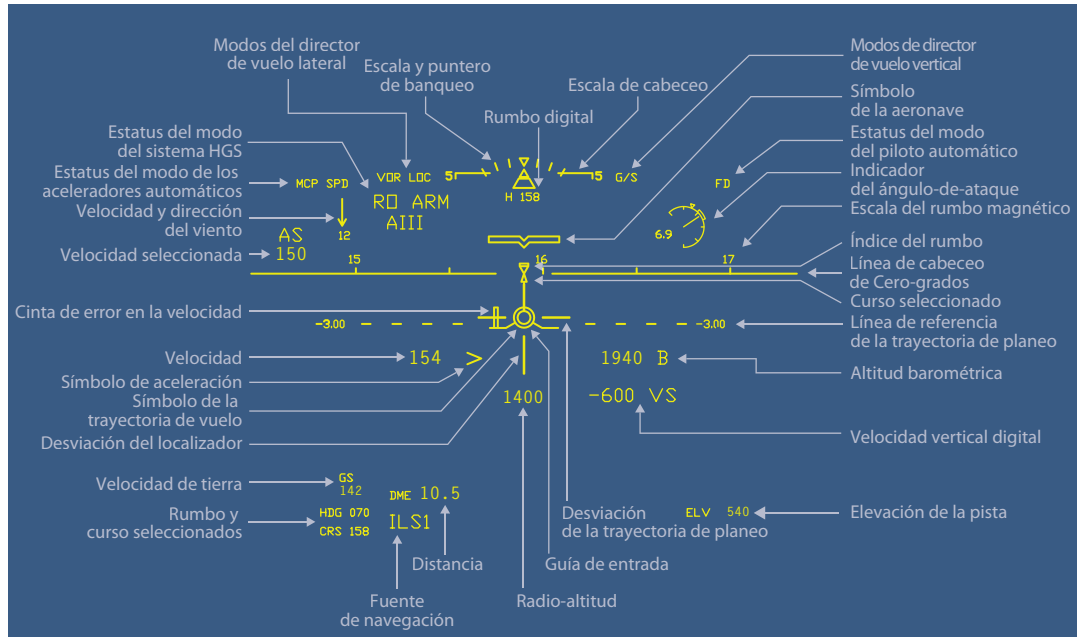 Modos del director
de vuelo lateral
Escala y puntero
de banqueo
Escala de cabeceo
Rumbo digital
Modos de director
de vuelo vertical
Símbolo
de la aeronave
Estatus del modo
del piloto automático
Indicador
del ángulo-de-ataque
Escala del rumbo magnético
Índice del rumbo
Línea de cabeceo
de Cero-grados
Curso seleccionado
Línea de referencia
de la trayectoria de planeo
Altitud barométrica
Velocidad vertical digital
Elevación de la pista
Estatus del modo
del sistema HGS
Estatus del modo de los
aceleradores automáticos
Velocidad y dirección
del viento
Velocidad seleccionada
Cinta de error en la velocidad
Velocidad
Símbolo de aceleración
Símbolo de la
trayectoria de vuelo
Desviación del localizador
Velocidad de tierra
Rumbo y
curso seleccionados
Fuente
de navegación
Distancia
Radio-altitud
Guía de entrada
Desviación
de la trayectoria de planeo
MCP SPD
VOR LOC
5
5
G/S
FD
RO ARM
AIII
H 158
12
AS
150
6.9
15
16
17
-3.00
-3.00
154
>
1940 B
1400
-600 VS
GS
142
DME 10.5
HDG 070
CRS 158
ILS1
ELV 540